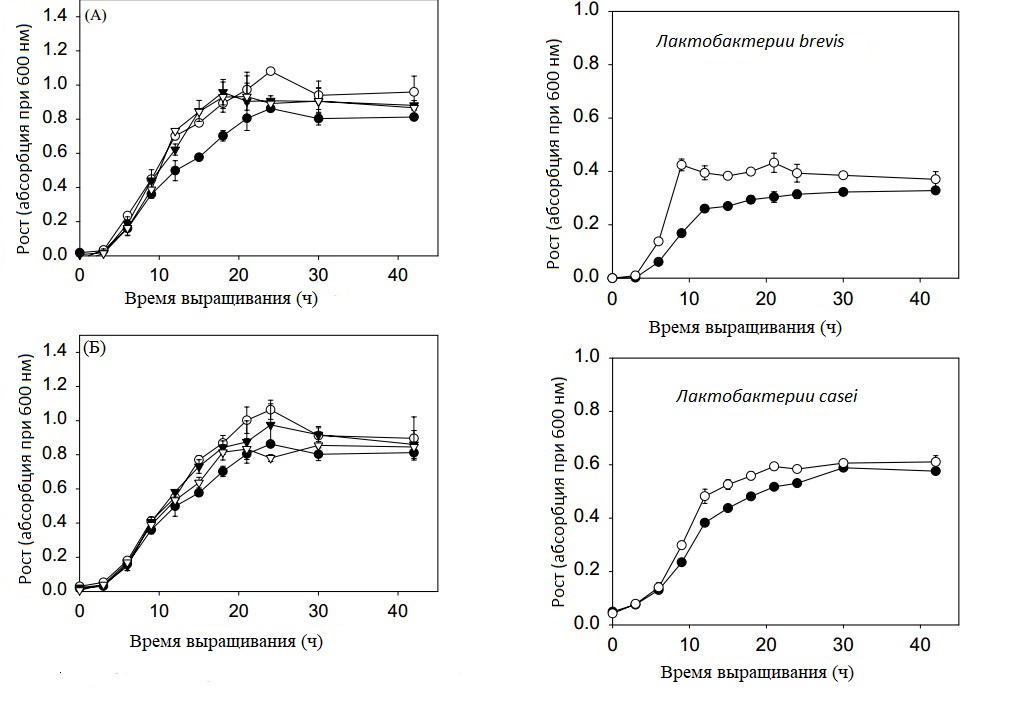 (А)
1.4
1.2
1.0
0.8
0.6
0.4
0.2
0.0
Рост (абсорбция при 600 нм)
0 10 20 30 40
Время выращивания (ч)
Лактобактерии brevis
1.0
0.8
0.6
0.4
0.2
0.0
Рост (абсорбция при 600 нм)
0 10 20 30 40
Время выращивания (ч)
(Б)
1.4
1.2
1.0
0.8
0.6
0.4
0.2
0.0
Рост (абсорбция при 600 нм)
0 10 20 30 40
Время выращивания (ч)
Лактобактерии casei
1.0
0.8
0.6
0.4
0.2
0.0
Рост (абсорбция при 600 нм)
0 10 20 30 40
Время выращивания (ч)